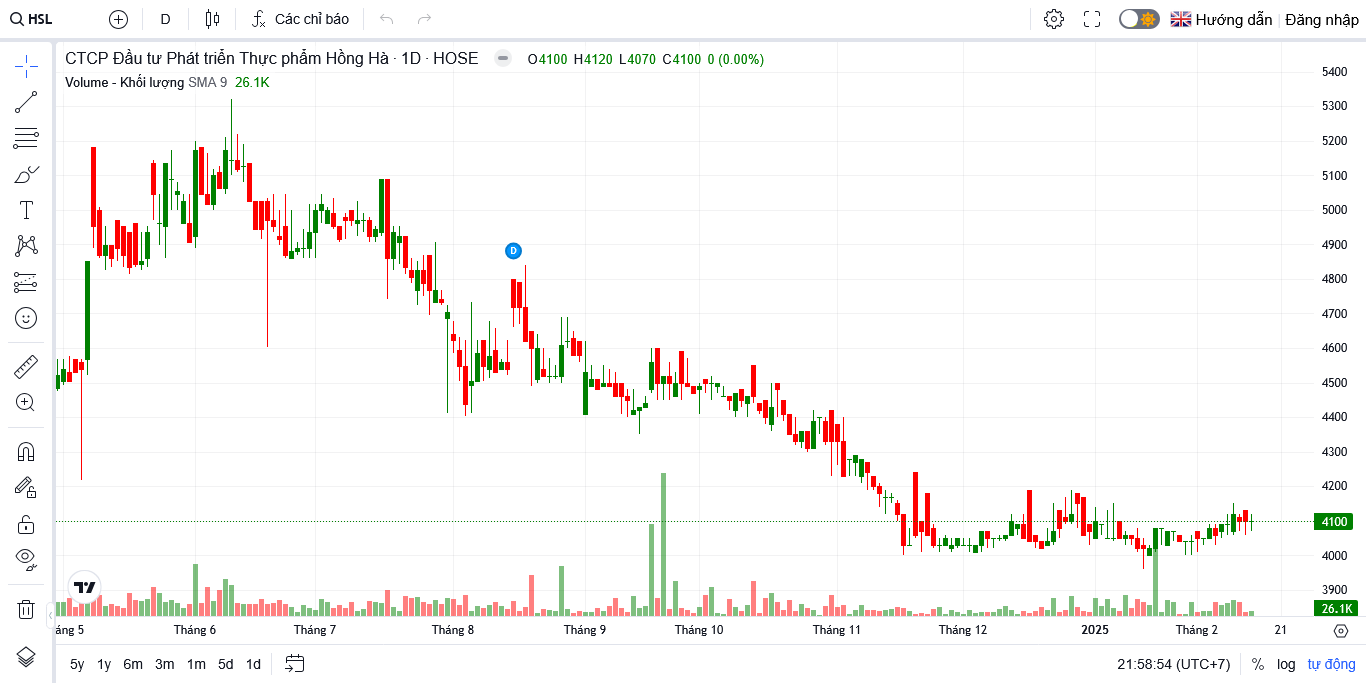 HSL D Các chỉ báo Hướng dẫn Đăng nhập
CTCP Đầu tư Phát triển Thực phẩm Hồng Hà · 1D · HOSE O4100 H4120 L4070 C4100 0 (0.00%)
Volume - Khối lượng SMA 9 26.1K
5400
5300
5200
5100
5000
4900
D
4800
4700
4600
4500
4400
4300
4200
4100
4000
3900
26.1K
áng 5 Tháng 6 Tháng 7 Tháng 8 Tháng 9 Tháng 10 Tháng 11 Tháng 12 2025 Tháng 2 21
5y 1y 6m 3m 1m 5d 1d 21:58:54 (UTC+7) % log tự động